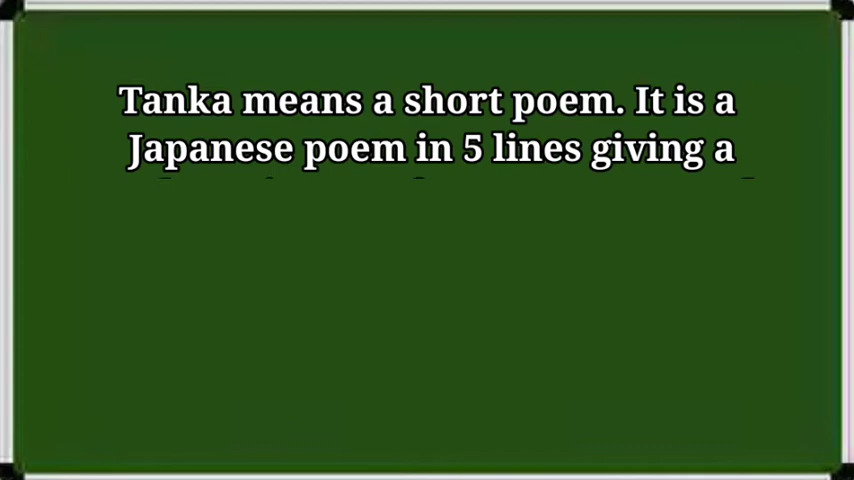 Tanka means a short poem. It is a
Japanese poem in 5 lines giving a